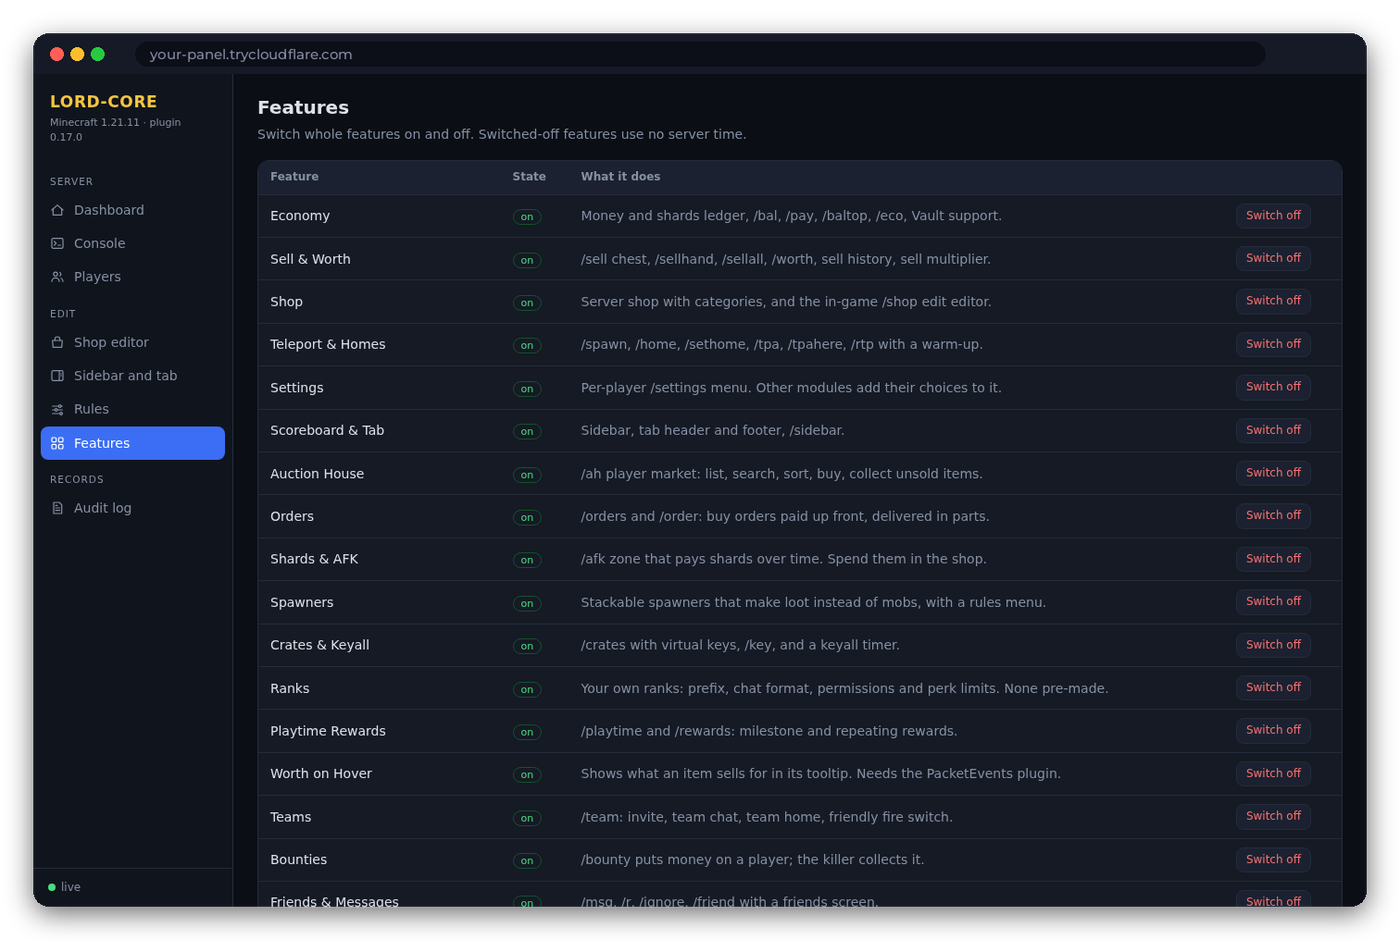 your-panel.trycloudflare.com
LORD-CORE
Minecraft 1.21.11 · plugin
0.17.0
SERVER
Dashboard
Console
Players
EDIT
Shop editor
Sidebar and tab
Rules
Features
RECORDS
Audit log
live
Features
Switch whole features on and off. Switched-off features use no server time.
Feature State What it does
Economy on Money and shards ledger, /bal, /pay, /baltop, /eco, Vault support. Switch off
Sell & Worth on /sell chest, /sellhand, /sellall, /worth, sell history, sell multiplier. Switch off
Shop on Server shop with categories, and the in-game /shop edit editor. Switch off
Teleport & Homes on /spawn, /home, /sethome, /tpa, /tpahere, /rtp with a warm-up. Switch off
Settings on Per-player /settings menu. Other modules add their choices to it. Switch off
Scoreboard & Tab on Sidebar, tab header and footer, /sidebar. Switch off
Auction House on /ah player market: list, search, sort, buy, collect unsold items. Switch off
Orders on /orders and /order: buy orders paid up front, delivered in parts. Switch off
Shards & AFK on /afk zone that pays shards over time. Spend them in the shop. Switch off
Spawners on Stackable spawners that make loot instead of mobs, with a rules menu. Switch off
Crates & Keyall on /crates with virtual keys, /key, and a keyall timer. Switch off
Ranks on Your own ranks: prefix, chat format, permissions and perk limits. None pre-made. Switch off
Playtime Rewards on /playtime and /rewards: milestone and repeating rewards. Switch off
Worth on Hover on Shows what an item sells for in its tooltip. Needs the PacketEvents plugin. Switch off
Teams on /team: invite, team chat, team home, friendly fire switch. Switch off
Bounties on /bounty puts money on a player; the killer collects it. Switch off
Friends & Messages on /msg, /r, /ignore, /friend with a friends screen. Switch off